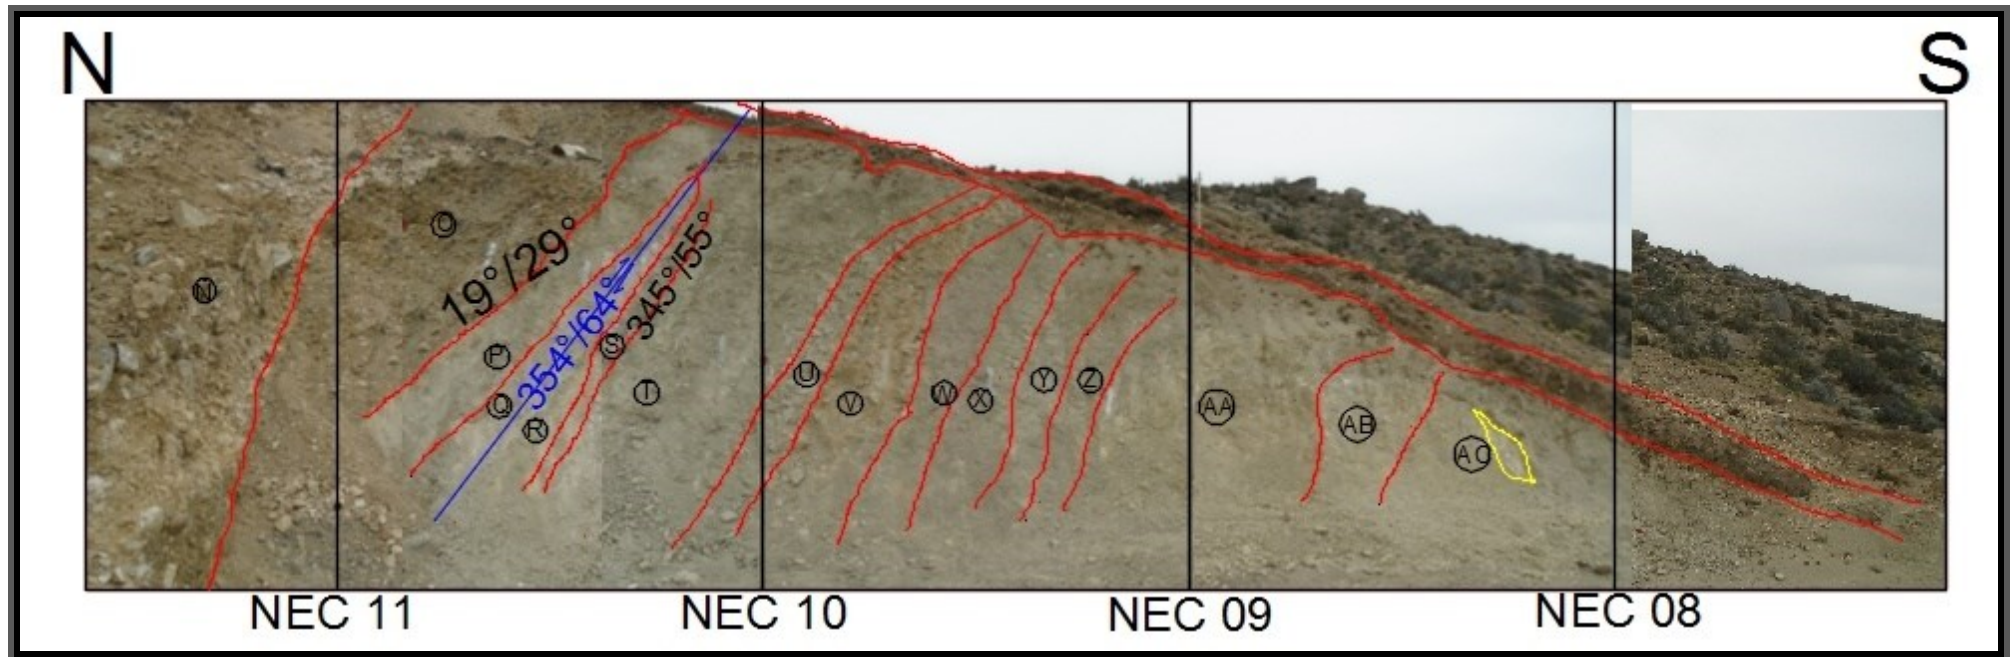 N
S
O
N
19°/29°
345°/55°
354°/64°
P
S
Q
R
T
U
V
W
X
Y
Z
AA
AB
AC
NEC 11
NEC 10
NEC 09
NEC 08